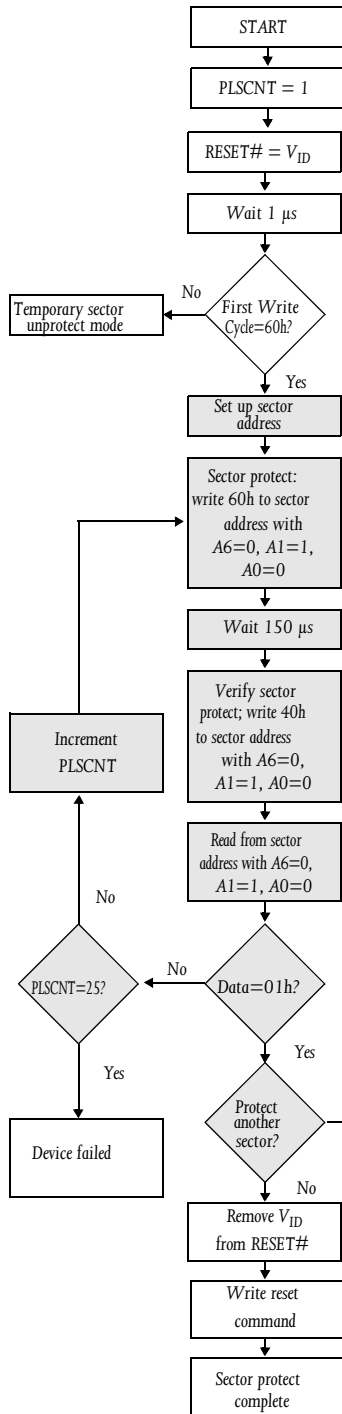 START
PLSCNT = 1
RESET# = VID
Wait 1 µs
No
First Write
Cycle=60h?
Temporary sector
unprotect mode
Yes
Set up sector
address
Sector protect:
write 60h to sector
address with
A6=0, A1=1,
A0=0
Wait 150 µs
Verify sector
protect; write 40h
to sector address
with A6=0,
A1=1, A0=0
Increment
PLSCNT
Read from sector
address with A6=0,
A1=1, A0=0
No
No
PLSCNT=25?
Data=01h?
Yes
Yes
Device failed
Protect
another
sector?
No
Remove VID
from RESET#
Write reset
command
Sector protect
complete